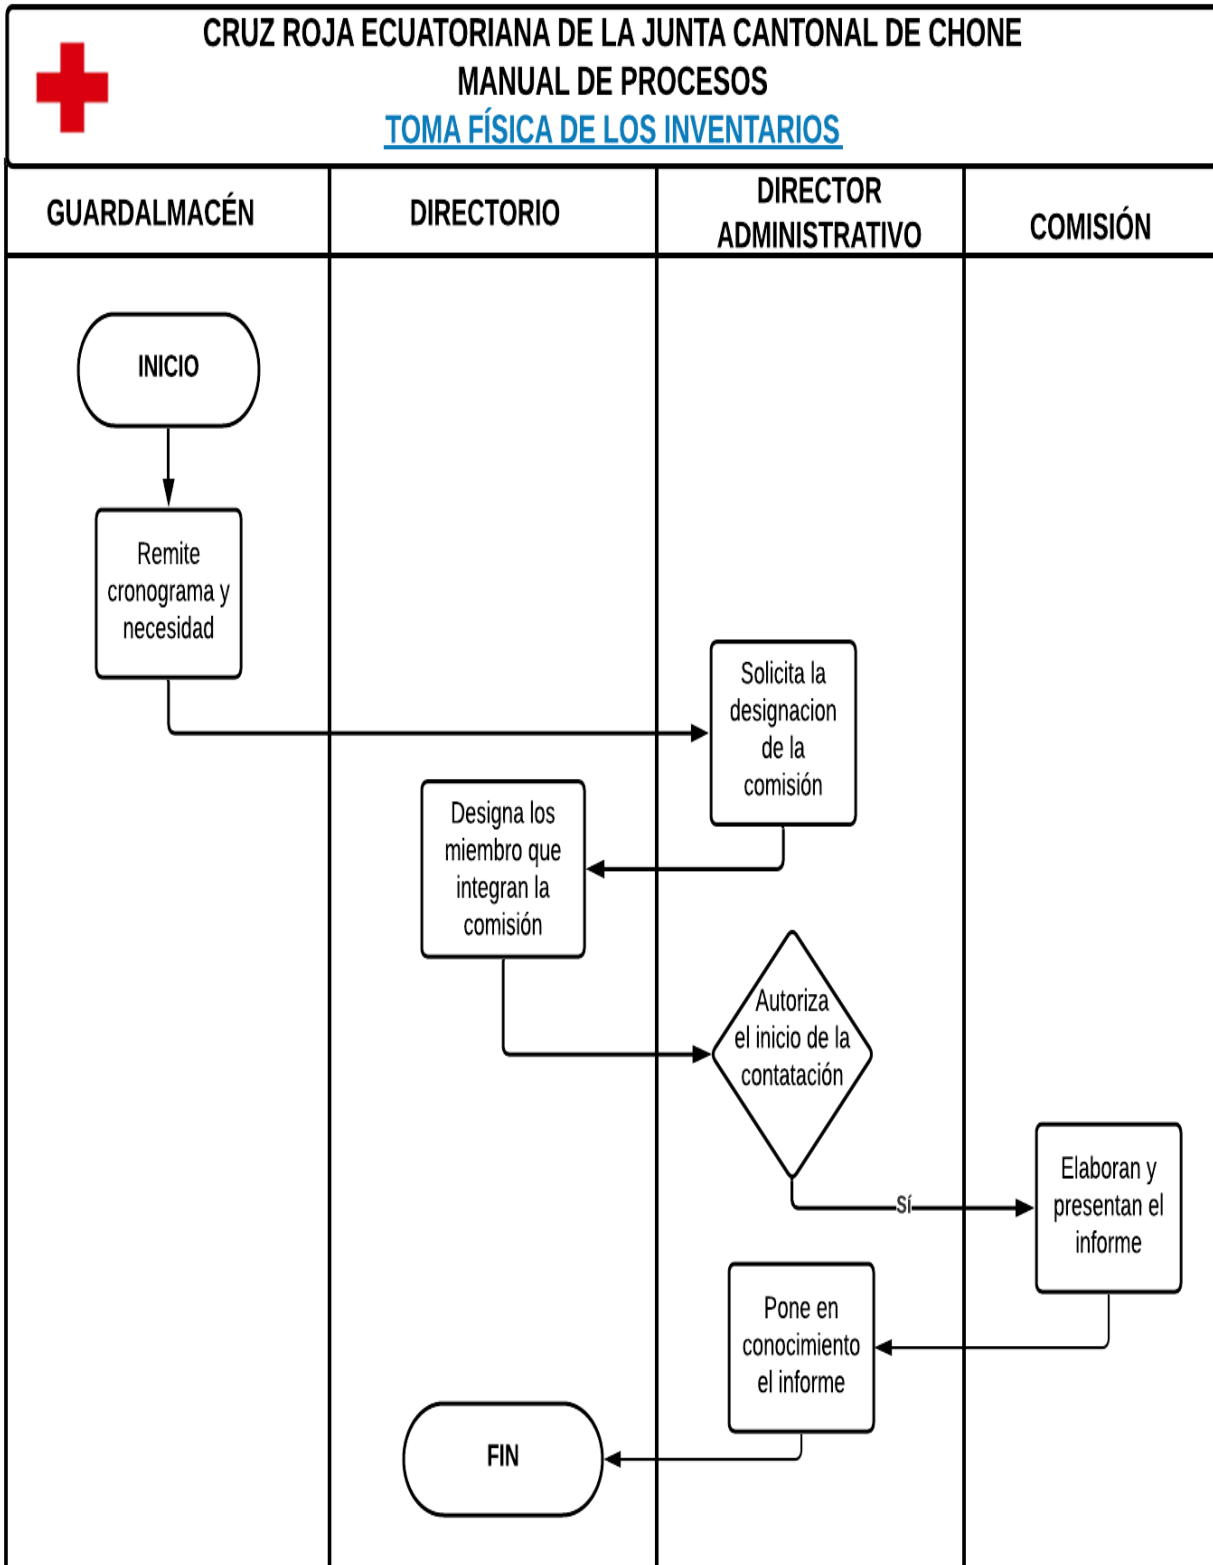 CRUZ ROJA ECUATORIANA DE LA JUNTA CANTONAL DE CHONE
MANUAL DE PROCESOS
TOMA FÍSICA DE LOS INVENTARIOS
GUARDALMACÉN
DIRECTORIO
DIRECTOR
ADMINISTRATIVO
COMISIÓN
INICIO
Remite
cronograma y
necesidad
Solicita la
designacion
de la
comisión
Designa los
miembro que
integran la
comisión
Autoriza
el inicio de la
contatación
Sí
Elaboran y
presentan el
informe
Pone en
conocimiento
el informe
FIN